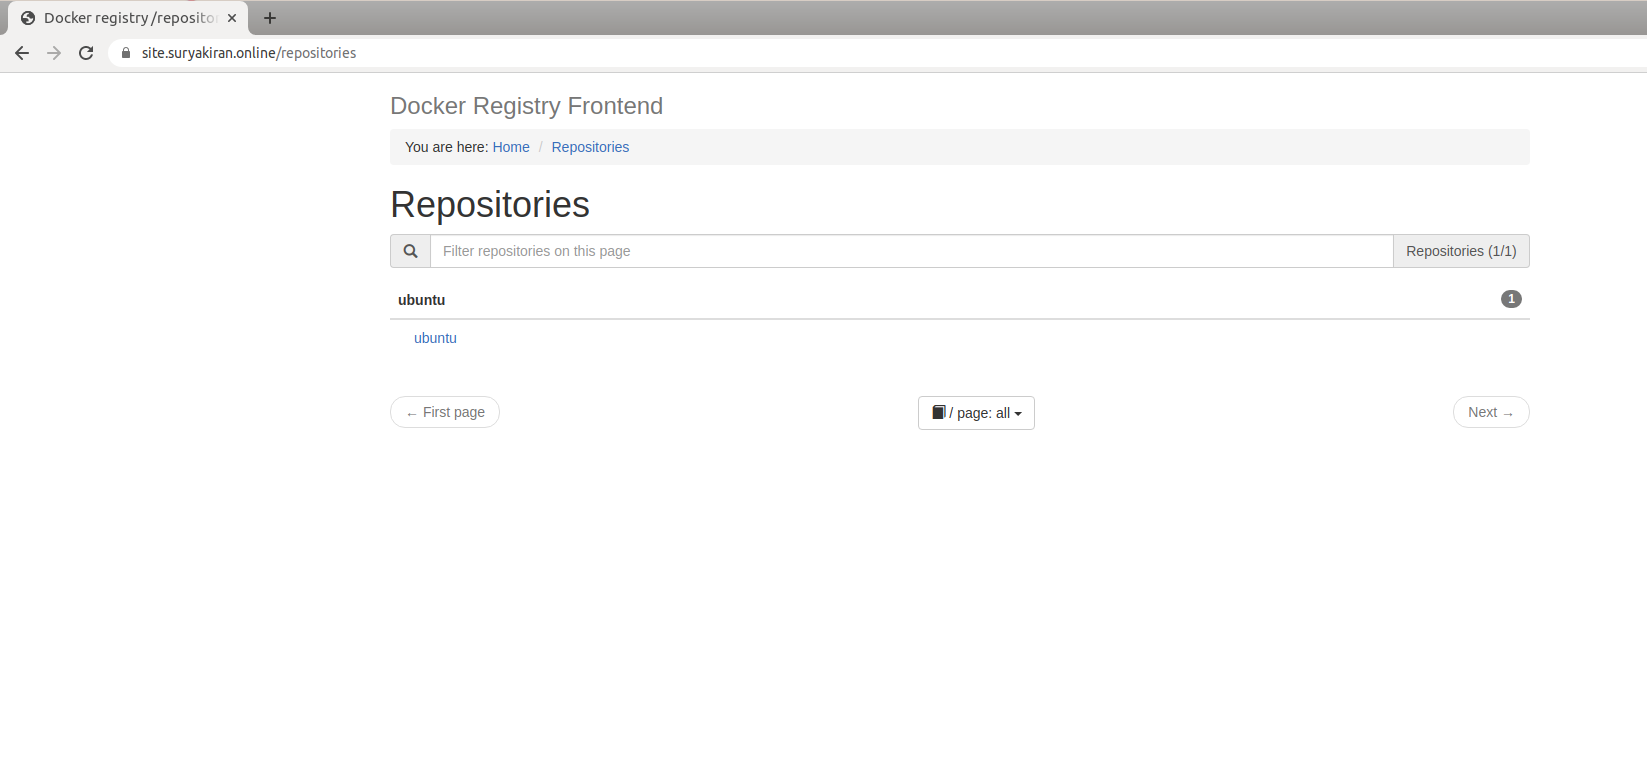 Docker registry /repositor
site.suryakiran.online/repositories
Docker Registry Frontend
You are here: Home / Repositories
Repositories
Filter repositories on this page Repositories (1/1)
ubuntu 1
ubuntu
← First page / page: all Next →